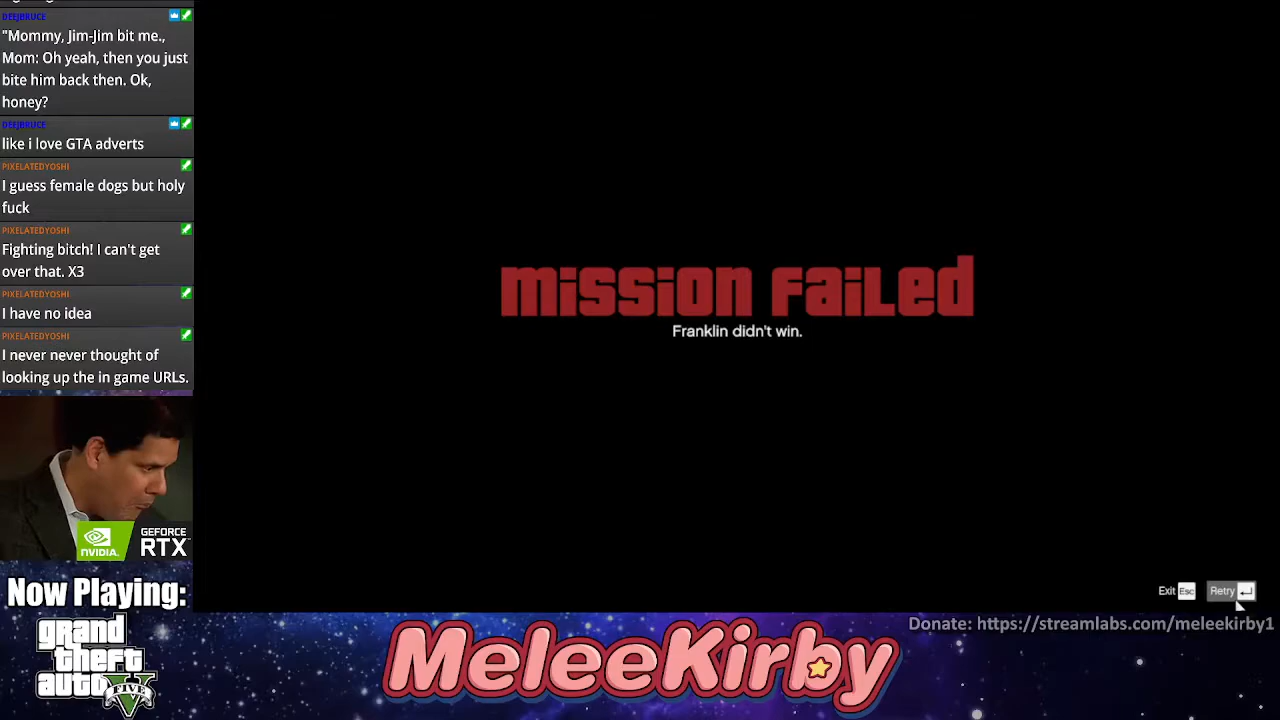 DEEJBRUCE
"Mommy, Jim-Jim bit me.,
Mom: Oh yeah, then you just
bite him back then. Ok,
honey?
DEEJBRUCE
like i love GTA adverts
PIXELATEDYOSHI
I guess female dogs but holy
fuck
PIXELATEDYOSHI
Fighting bitch! I can't get
over that. X3
PIXELATEDYOSHI
I have no idea
PIXELATEDYOSHI
I never never thought of
looking up the in game URLs.
mission failed
Franklin didn't win.
Exit Esc Retry
NVIDIA.
GEFORCE
RTX
Now Playing:
grand
theft
auto
FIVE
MeleeKirby
Donate: https://streamlabs.com/meleekirby1